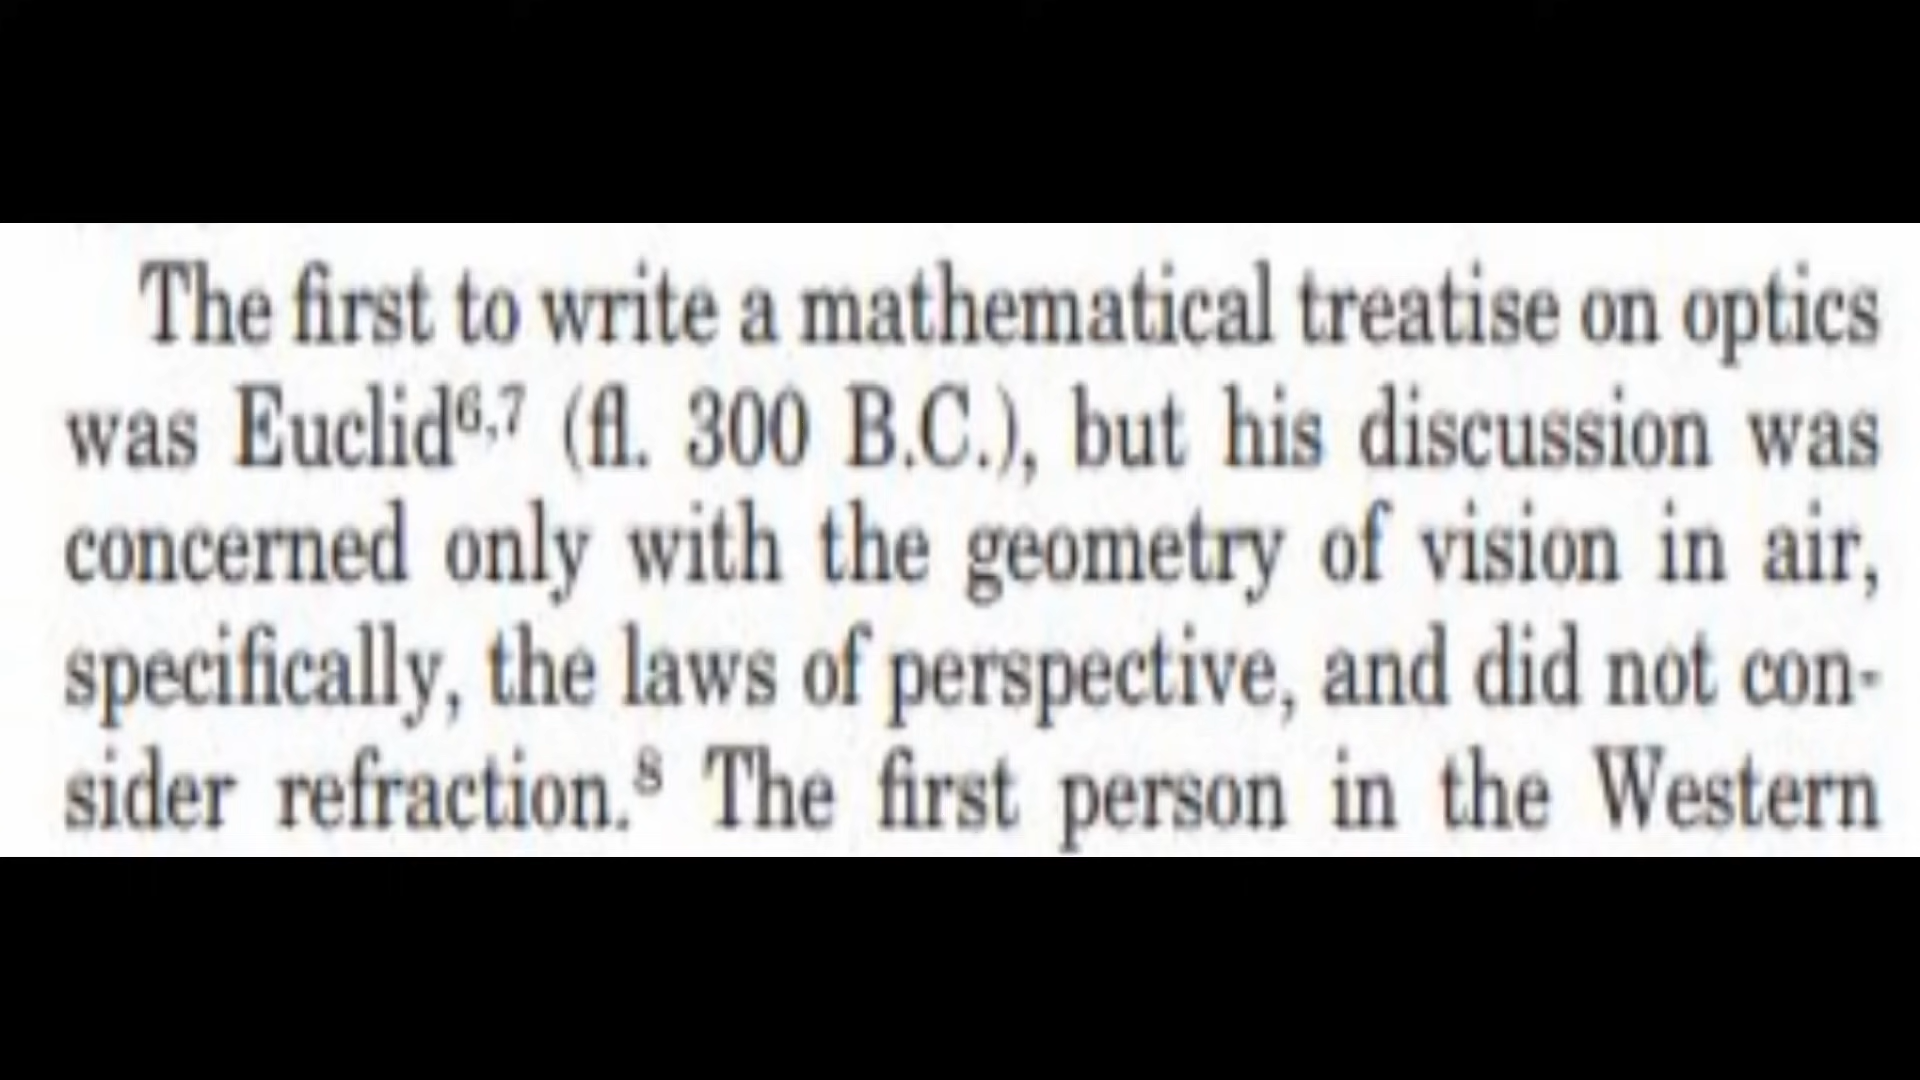 The first to write a mathematical treatise on optics
was Euclid⁶,⁷ (fl. 300 B.C.), but his discussion was
concerned only with the geometry of vision in air,
specifically, the laws of perspective, and did not con-
sider refraction.⁸ The first person in the Western